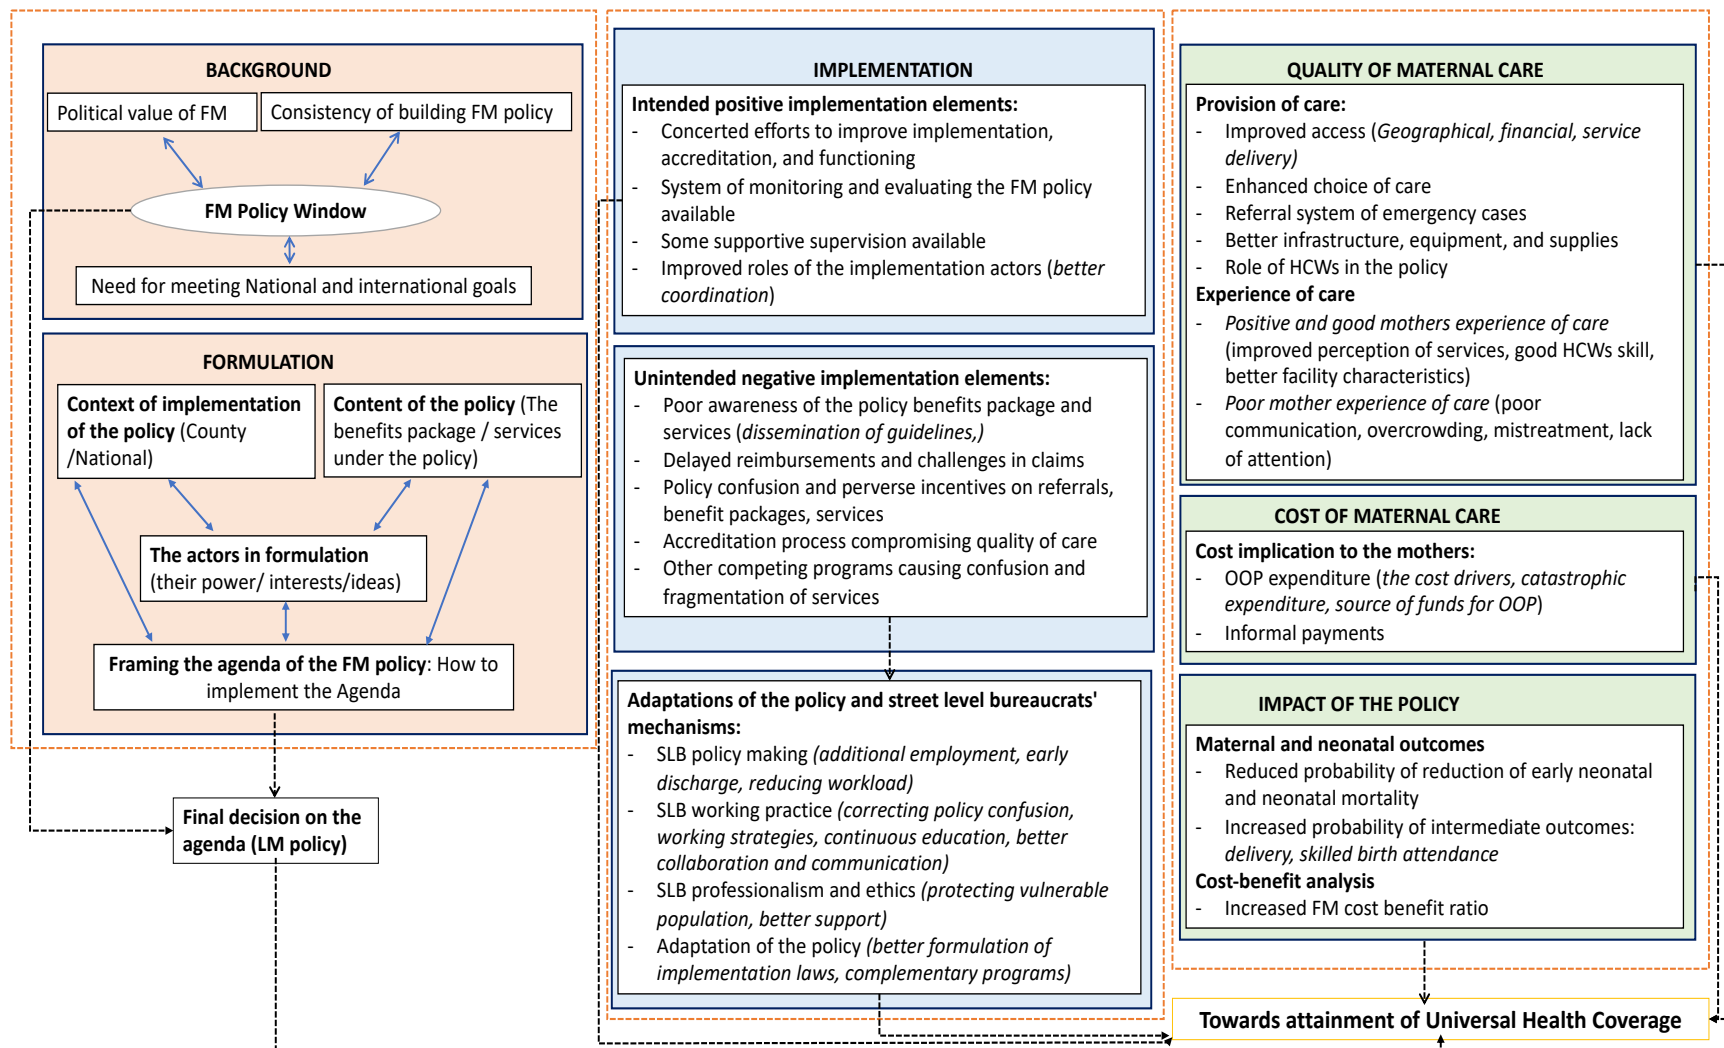 BACKGROUND
Political value of FM
Consistency of building FM policy
FM Policy Window
Need for meeting National and international goals
FORMULATION
Context of implementation
of the policy (County
/National)
Content of the policy (The
benefits package / services
under the policy)
The actors in formulation
(their power/ interests/ideas)
Framing the agenda of the FM policy: How to
implement the Agenda
Final decision on the
agenda (LM policy)
IMPLEMENTATION
Intended positive implementation elements:
- Concerted efforts to improve implementation,
accreditation, and functioning
- System of monitoring and evaluating the FM policy
available
- Some supportive supervision available
- Improved roles of the implementation actors (better
coordination)
Unintended negative implementation elements:
- Poor awareness of the policy benefits package and
services (dissemination of guidelines,)
- Delayed reimbursements and challenges in claims
- Policy confusion and perverse incentives on referrals,
benefit packages, services
- Accreditation process compromising quality of care
- Other competing programs causing confusion and
fragmentation of services
Adaptations of the policy and street level bureaucrats'
mechanisms:
- SLB policy making (additional employment, early
discharge, reducing workload)
- SLB working practice (correcting policy confusion,
working strategies, continuous education, better
collaboration and communication)
- SLB professionalism and ethics (protecting vulnerable
population, better support)
- Adaptation of the policy (better formulation of
implementation laws, complementary programs)
QUALITY OF MATERNAL CARE
Provision of care:
- Improved access (Geographical, financial, service
delivery)
- Enhanced choice of care
- Referral system of emergency cases
- Better infrastructure, equipment, and supplies
- Role of HCWs in the policy
Experience of care
- Positive and good mothers experience of care
(improved perception of services, good HCWs skill,
better facility characteristics)
- Poor mother experience of care (poor
communication, overcrowding, mistreatment, lack
of attention)
COST OF MATERNAL CARE
Cost implication to the mothers:
- OOP expenditure (the cost drivers, catastrophic
expenditure, source of funds for OOP)
- Informal payments
IMPACT OF THE POLICY
Maternal and neonatal outcomes
- Reduced probability of reduction of early neonatal
and neonatal mortality
- Increased probability of intermediate outcomes:
delivery, skilled birth attendance
Cost-benefit analysis
- Increased FM cost benefit ratio
Towards attainment of Universal Health Coverage